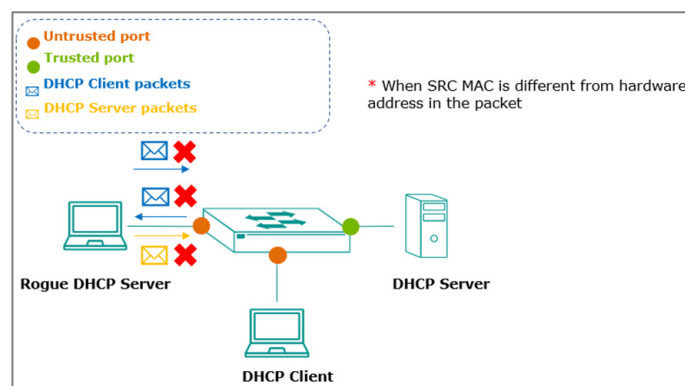 Untrusted port
Trusted port
DHCP Client packets
DHCP Server packets
* When SRC MAC is different from hardware
address in the packet
Rogue DHCP Server
DHCP Server
DHCP Client